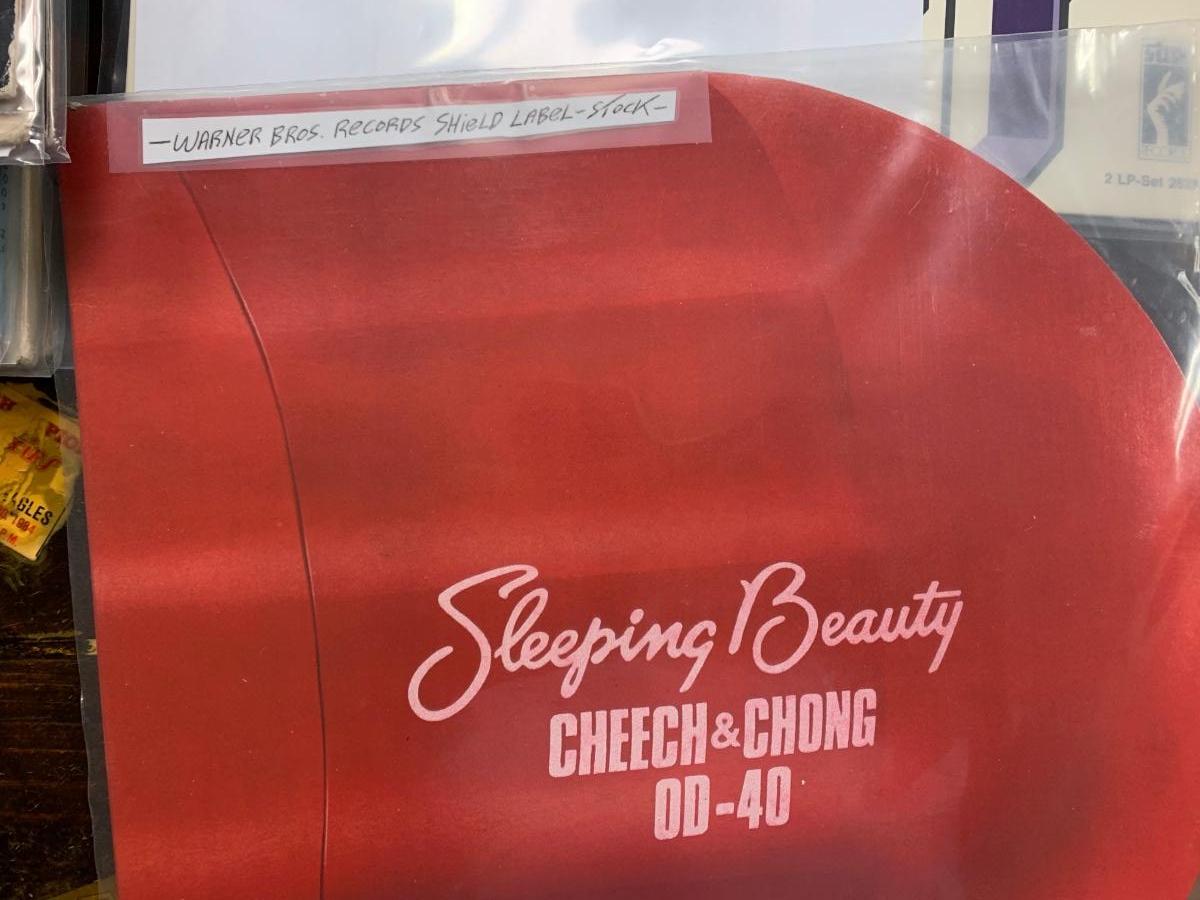 -WARNER BROS. RECORDS SHIELD LABEL-STOCK-
2 LP-Set
Sleeping Beauty
CHEECH & CHONG
OD-40